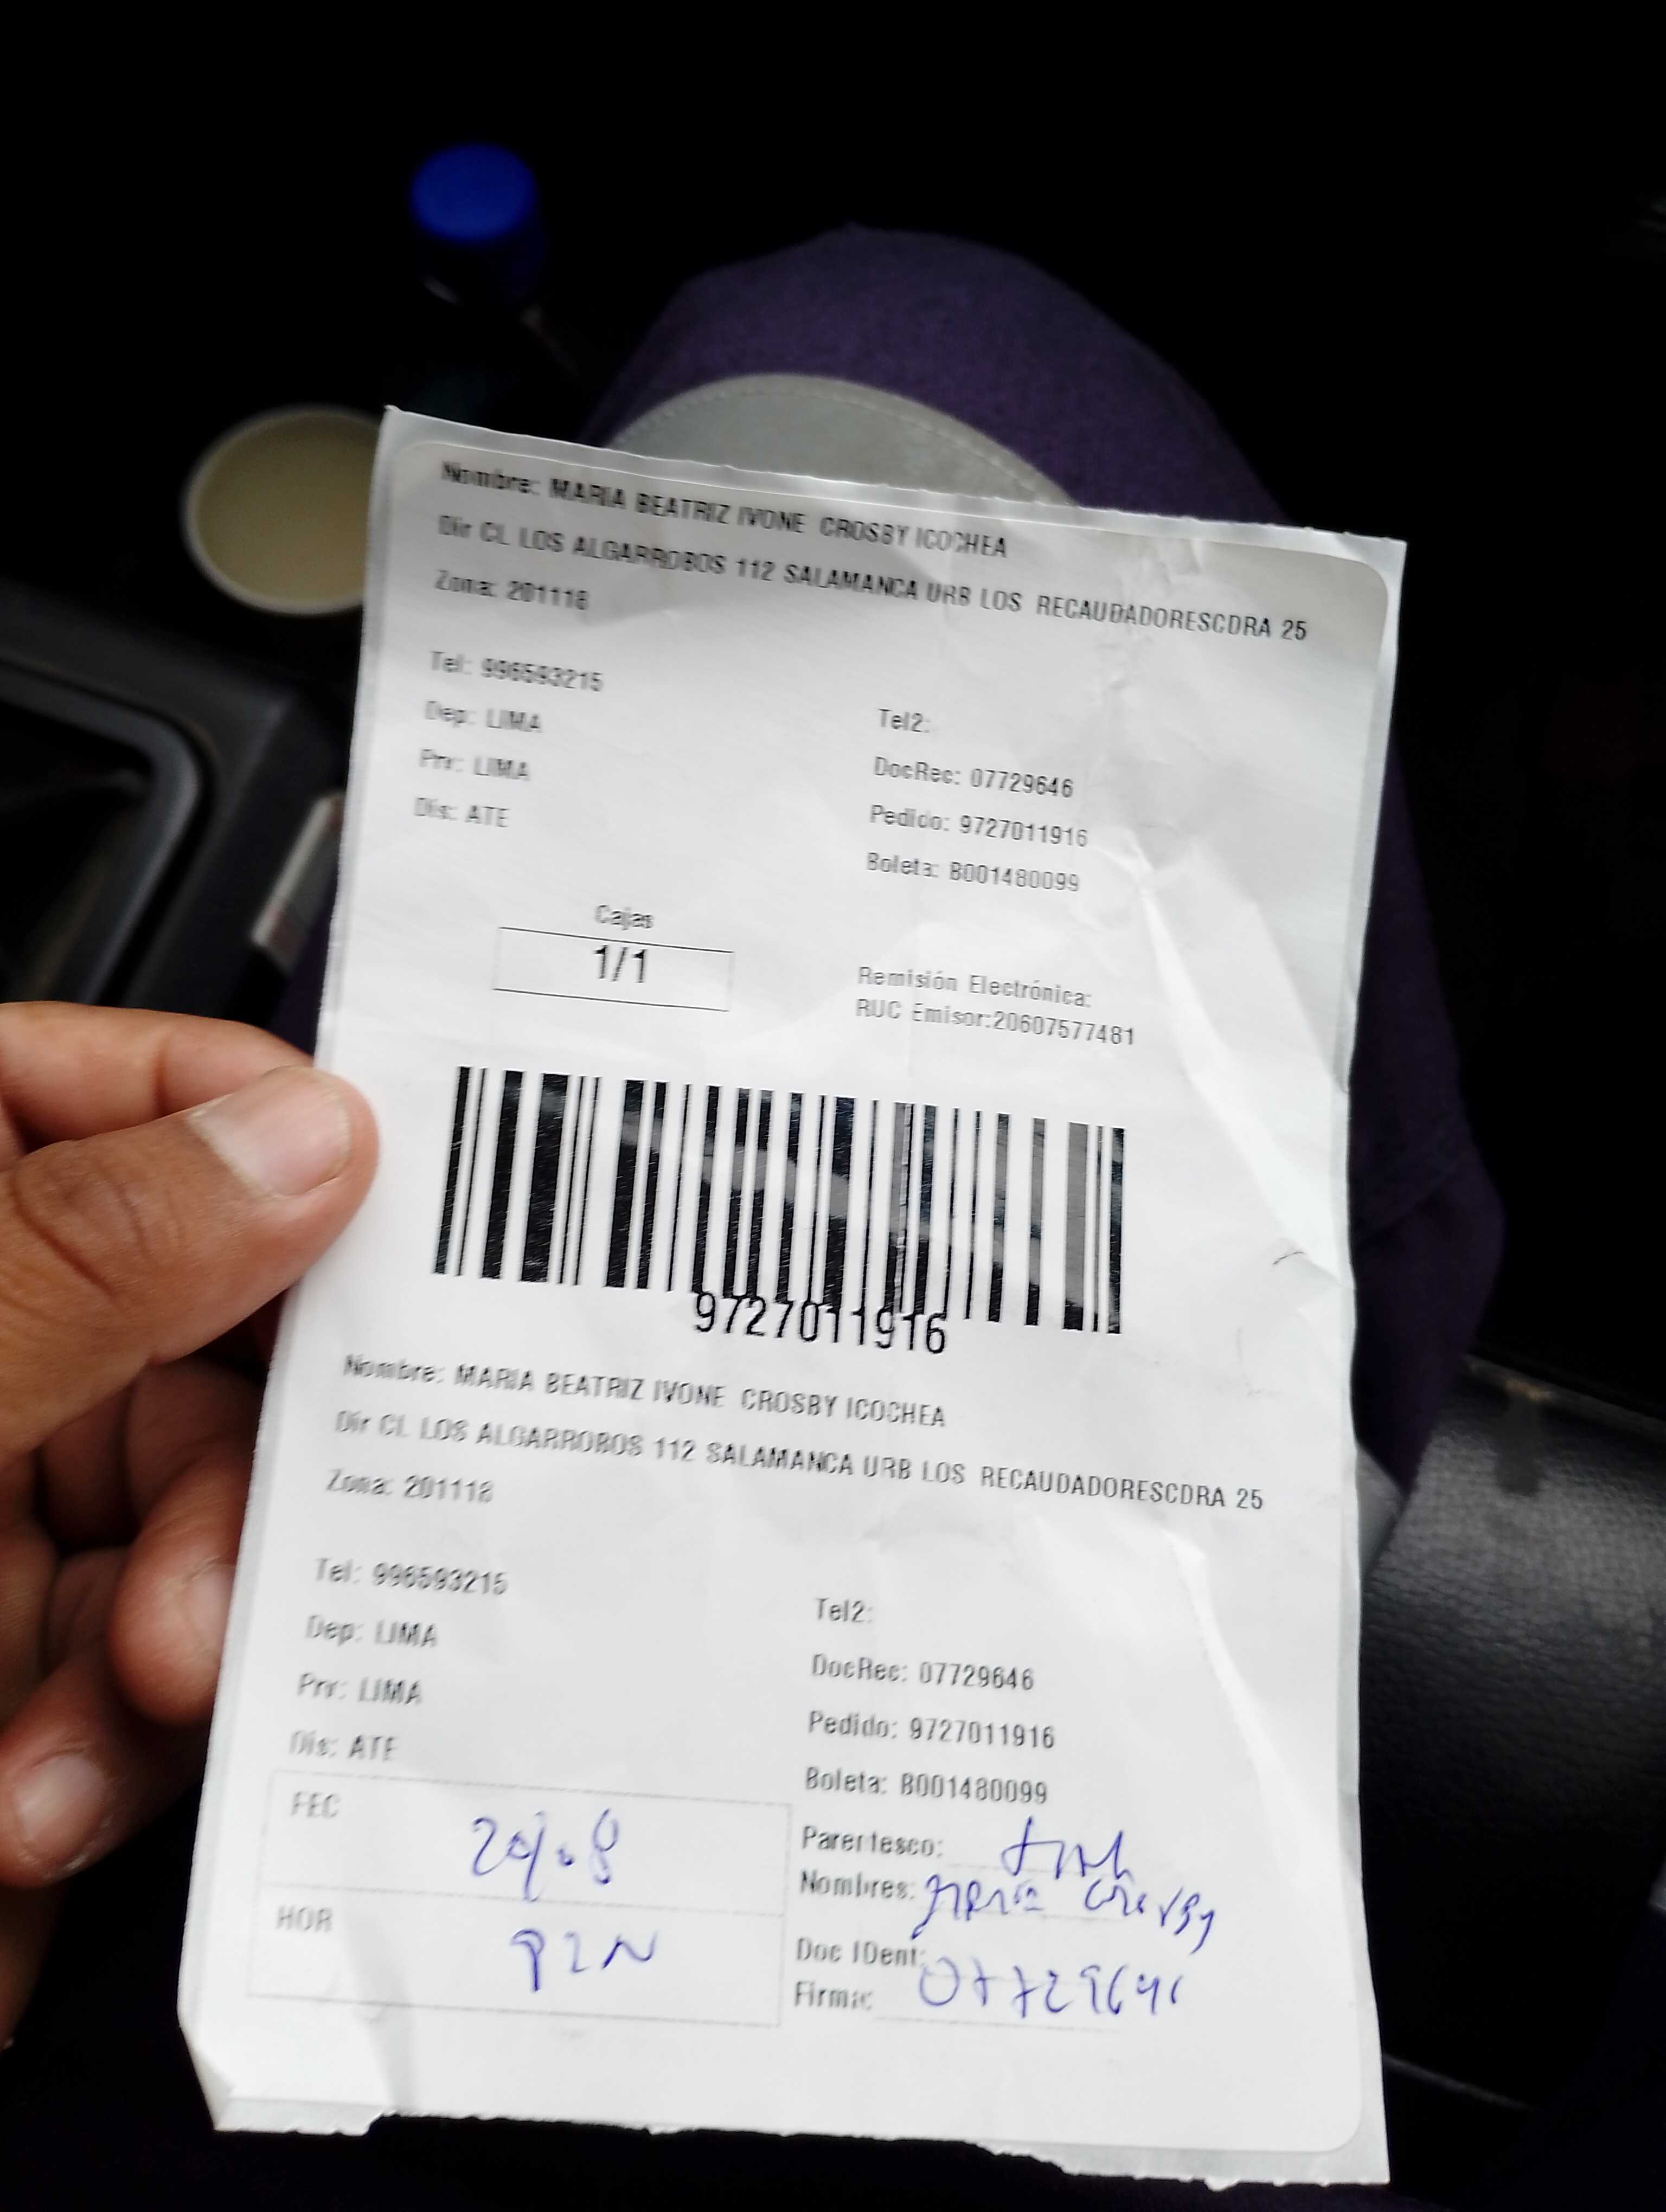 Nombre: MARIA BEATRIZ IVONE CROSBY ICOCHEA
Dir CL LOS ALGARROBOS 112 SALAMANCA URB LOS RECAUDADORESCDRA 25
Zona: 201118
Tel: 996593215
Dep: LIMA
Prv: LIMA
Dis: ATE
Tel2:
DocRec: 07729646
Pedido: 9727011916
Boleta: B001480099
Cajas
1/1
Remisión Electrónica:
RUC Emisor:20607577481
9727011916
Nombre: MARIA BEATRIZ IVONE CROSBY ICOCHEA
Dir CL LOS ALGARROBOS 112 SALAMANCA URB LOS RECAUDADORESCDRA 25
Zona: 201118
Tel: 996593215
Dep: LIMA
Prv: LIMA
Dis: ATE
Tel2:
DocRec: 07729646
Pedido: 9727011916
Boleta: B001480099
FEC
HOR
Parentesco:
Nombres: Maria Crosby
Doc IDent: 07729646
Firma: